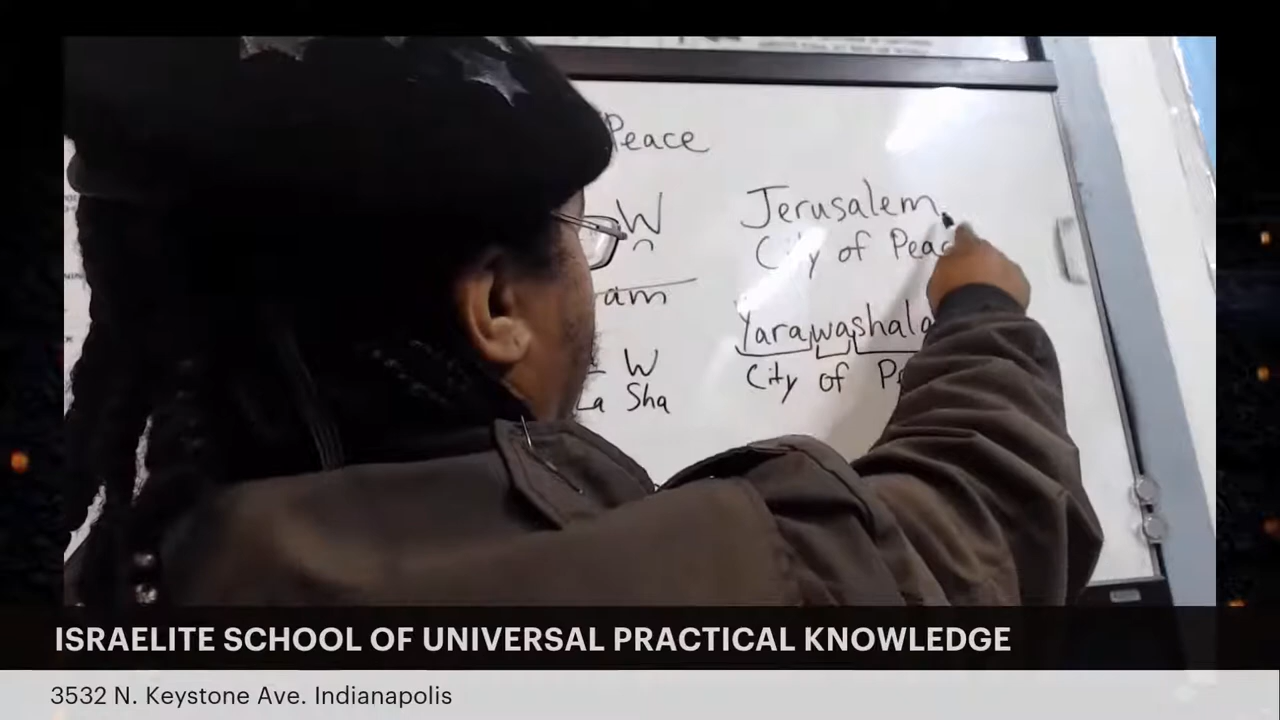 Peace
W
am
W
La Sha
Jerusalem
City of Peac
Yarawashala
City of Pe
ISRAELITE SCHOOL OF UNIVERSAL PRACTICAL KNOWLEDGE
3532 N. Keystone Ave. Indianapolis